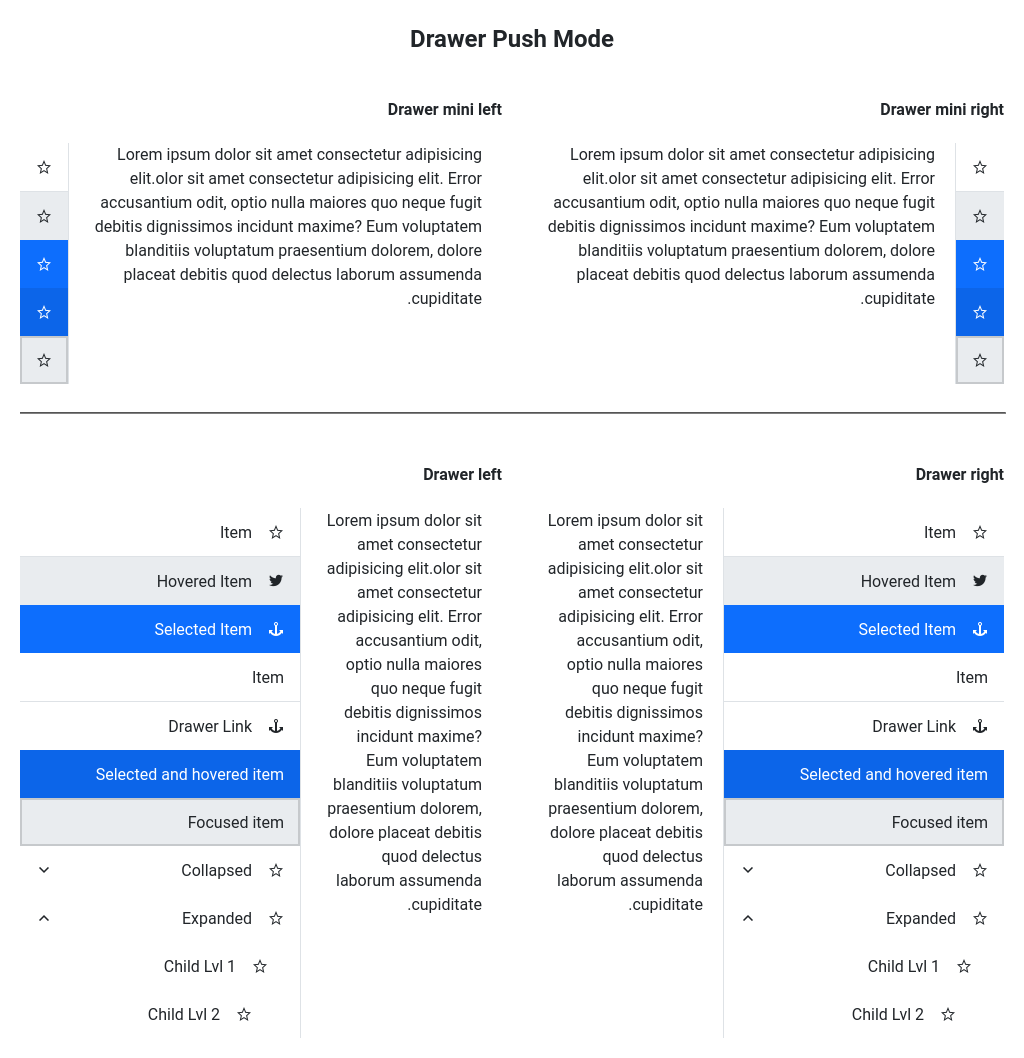 Drawer Push Mode
Drawer mini left
Lorem ipsum dolor sit amet consectetur adipisicing
elit.olor sit amet consectetur adipisicing elit. Error
accusantium odit, optio nulla maiores quo neque fugit
debitis dignissimos incidunt maxime? Eum voluptatem
blanditiis voluptatum praesentium dolorem, dolore
placeat debitis quod delectus laborum assumenda
.cupiditate
Drawer mini right
Lorem ipsum dolor sit amet consectetur adipisicing
elit.olor sit amet consectetur adipisicing elit. Error
accusantium odit, optio nulla maiores quo neque fugit
debitis dignissimos incidunt maxime? Eum voluptatem
blanditiis voluptatum praesentium dolorem, dolore
placeat debitis quod delectus laborum assumenda
.cupiditate
Drawer left
Item
Hovered Item
Selected Item
Item
Drawer Link
Selected and hovered item
Focused item
Collapsed
Expanded
Child Lvl 1
Child Lvl 2
Lorem ipsum dolor sit
amet consectetur
adipisicing elit.olor sit
amet consectetur
adipisicing elit. Error
accusantium odit,
optio nulla maiores
quo neque fugit
debitis dignissimos
incidunt maxime?
Eum voluptatem
blanditiis voluptatum
praesentium dolorem,
dolore placeat debitis
quod delectus
laborum assumenda
.cupiditate
Drawer right
Lorem ipsum dolor sit
amet consectetur
adipisicing elit.olor sit
amet consectetur
adipisicing elit. Error
accusantium odit,
optio nulla maiores
quo neque fugit
debitis dignissimos
incidunt maxime?
Eum voluptatem
blanditiis voluptatum
praesentium dolorem,
dolore placeat debitis
quod delectus
laborum assumenda
.cupiditate
Item
Hovered Item
Selected Item
Item
Drawer Link
Selected and hovered item
Focused item
Collapsed
Expanded
Child Lvl 1
Child Lvl 2